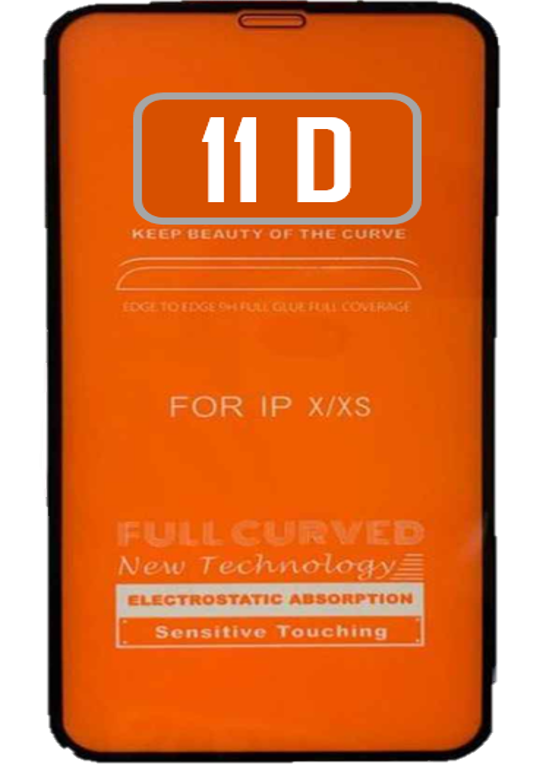 11 D
KEEP BEAUTY OF THE CURVE
EDGE TO EDGE 9H FULL GLUE FULL COVERAGE
FOR IP X/XS
FULL CURVED
New Technology
ELECTROSTATIC ABSORPTION
Sensitive Touching